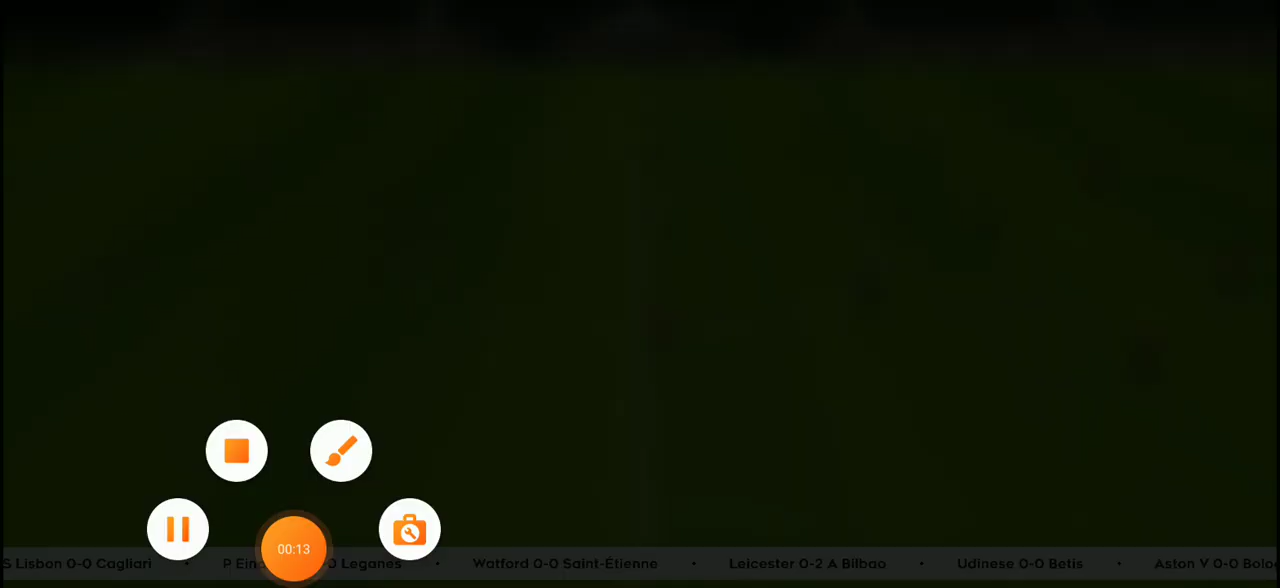 00:13
S Lisbon 0-0 Cagliari • P Ein 0 Leganes • Watford 0-0 Saint-Étienne • Leicester 0-2 A Bilbao • Udinese 0-0 Betis • Aston V 0-0 Bolo